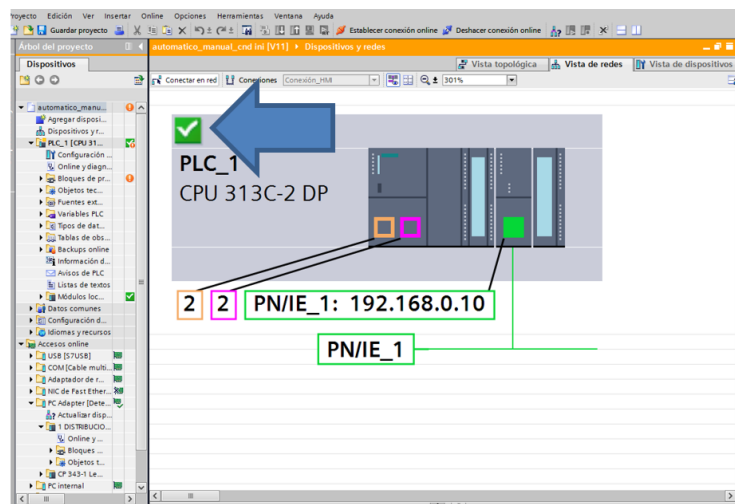 royecto Edición Ver Insertar Online Opciones Herramientas Ventana Ayuda
Guardar proyecto Establecer conexión online Deshacer conexión online
Árbol del proyecto
automatico_manual_cnd ini [V11] Dispositivos y redes
Dispositivos
Vista topológica Vista de redes Vista de dispositivos
Conectar en red Conexiones Conexión_HMI 301%
automatico_manu...
Agregar disposi...
Dispositivos y r...
PLC_1 [CPU 31...
Configuración ...
Online y diagn...
Bloques de pr...
Objetos tec...
Fuentes ext...
Variables PLC
Tipos de dat...
Tablas de obs...
Backups online
Información d...
Avisos de PLC
Listas de textos
Módulos loc...
Datos comunes
Configuración d...
Idiomas y recursos
Accesos online
USB [S7USB]
COM [Cable multi...
Adaptador de r...
NIC de Fast Ether...
PC Adapter [Dete...
Actualizar disp...
1 DISTRIBUCIO...
Online y ...
Bloques ...
Objetos t...
CP 343-1 Le...
PC internal
PLC_1
CPU 313C-2 DP
2 2 PN/IE_1: 192.168.0.10
PN/IE_1